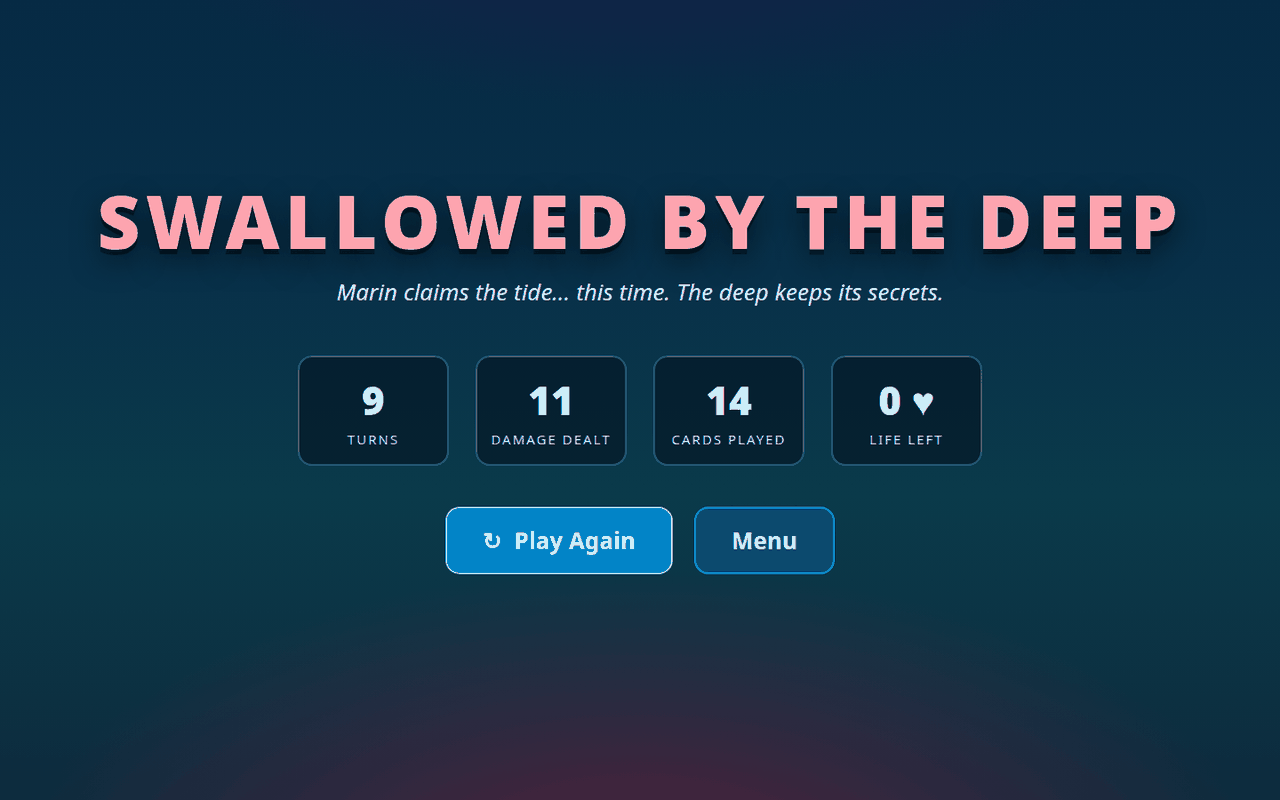 SWALLOWED BY THE DEEP
Marin claims the tide... this time. The deep keeps its secrets.
9
TURNS
11
DAMAGE DEALT
14
CARDS PLAYED
0 ♥
LIFE LEFT
↻ Play Again
Menu